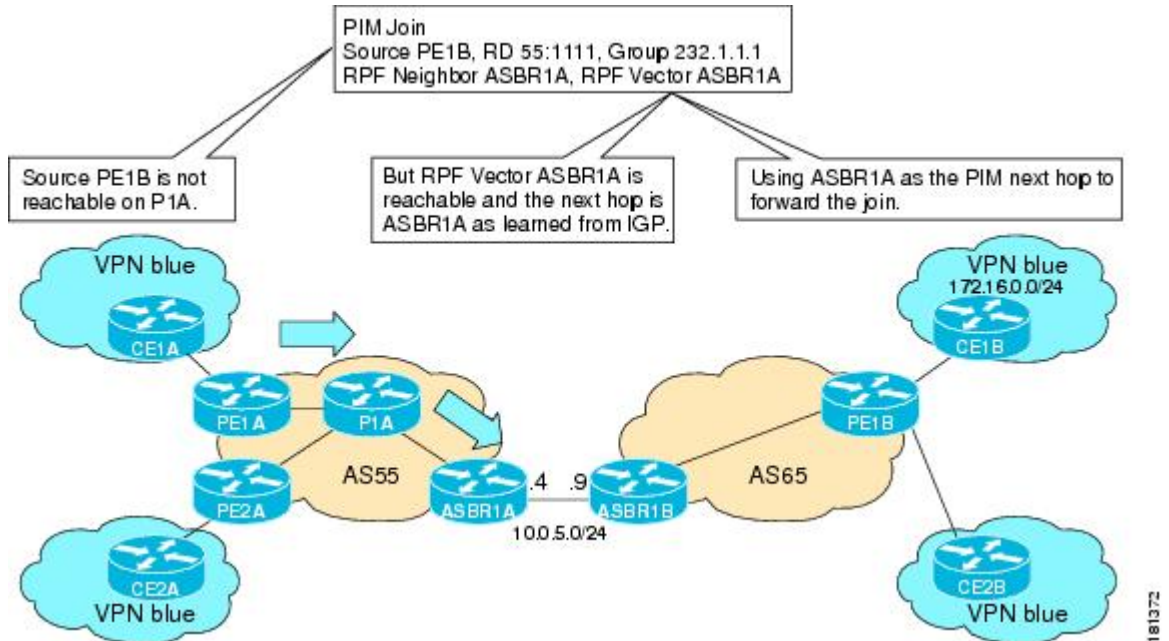 PIM Join
Source PE1B, RD 55:1111, Group 232.1.1.1
RPF Neighbor ASBR1A, RPF Vector ASBR1A
Source PE1B is not
reachable on P1A.
But RPF Vector ASBR1A is
reachable and the next hop is
ASBR1A as learned from IGP.
Using ASBR1A as the PIM next hop to
forward the join.
VPN blue
CE1A
VPN blue
172.16.0.0/24
CE1B
PE1A
P1A
PE1B
PE2A
AS55
ASBR1A
.4
.9
ASBR1B
AS65
10.0.5.0/24
CE2A
VPN blue
CE2B
VPN blue
181372